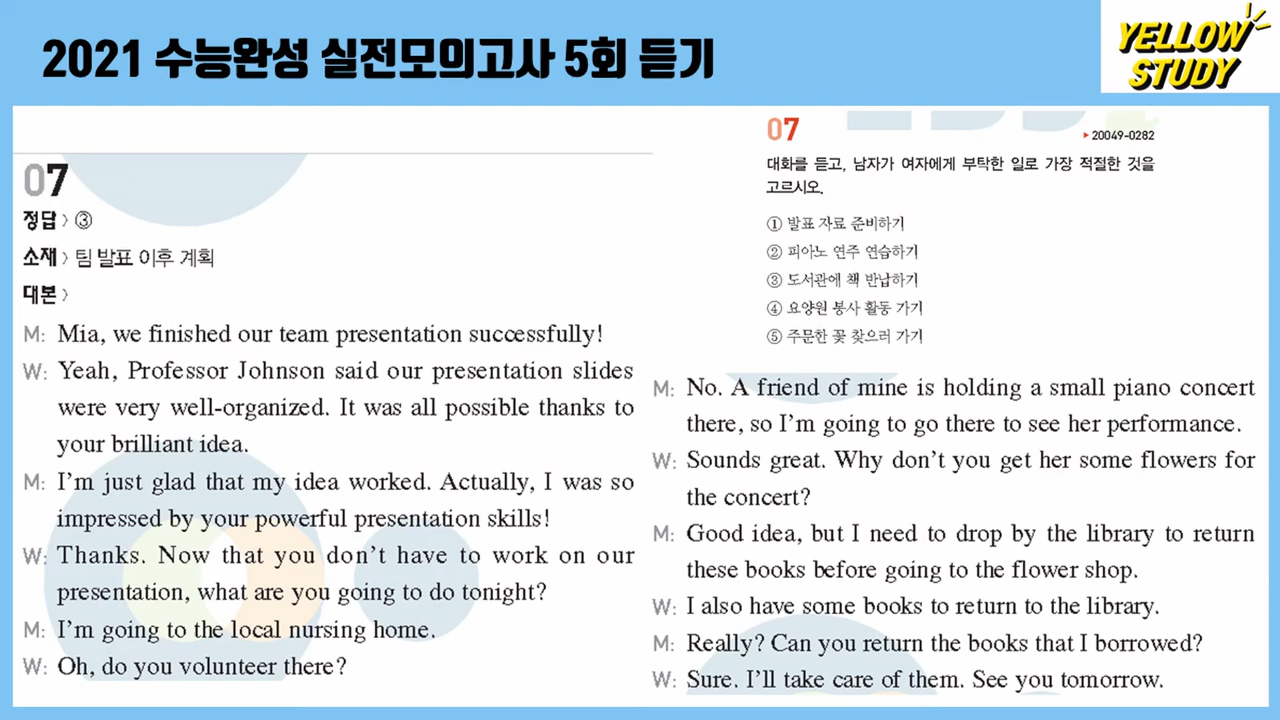 2021 수능완성 실전모의고사 5회 듣기
YELLOW
STUDY
07
정답 > ③
소재 > 팀 발표 이후 계획
대본 >
M: Mia, we finished our team presentation successfully!
W: Yeah, Professor Johnson said our presentation slides
were very well-organized. It was all possible thanks to
your brilliant idea.
M: I'm just glad that my idea worked. Actually, I was so
impressed by your powerful presentation skills!
W: Thanks. Now that you don't have to work on our
presentation, what are you going to do tonight?
M: I'm going to the local nursing home.
W: Oh, do you volunteer there?
07
▶ 20049-0282
대화를 듣고, 남자가 여자에게 부탁한 일로 가장 적절한 것을
고르시오.
① 발표 자료 준비하기
② 피아노 연주 연습하기
③ 도서관에 책 반납하기
④ 요양원 봉사 활동 가기
⑤ 주문한 꽃 찾으러 가기
M: No. A friend of mine is holding a small piano concert
there, so I'm going to go there to see her performance.
W: Sounds great. Why don't you get her some flowers for
the concert?
M: Good idea, but I need to drop by the library to return
these books before going to the flower shop.
W: I also have some books to return to the library.
M: Really? Can you return the books that I borrowed?
W: Sure. I'll take care of them. See you tomorrow.